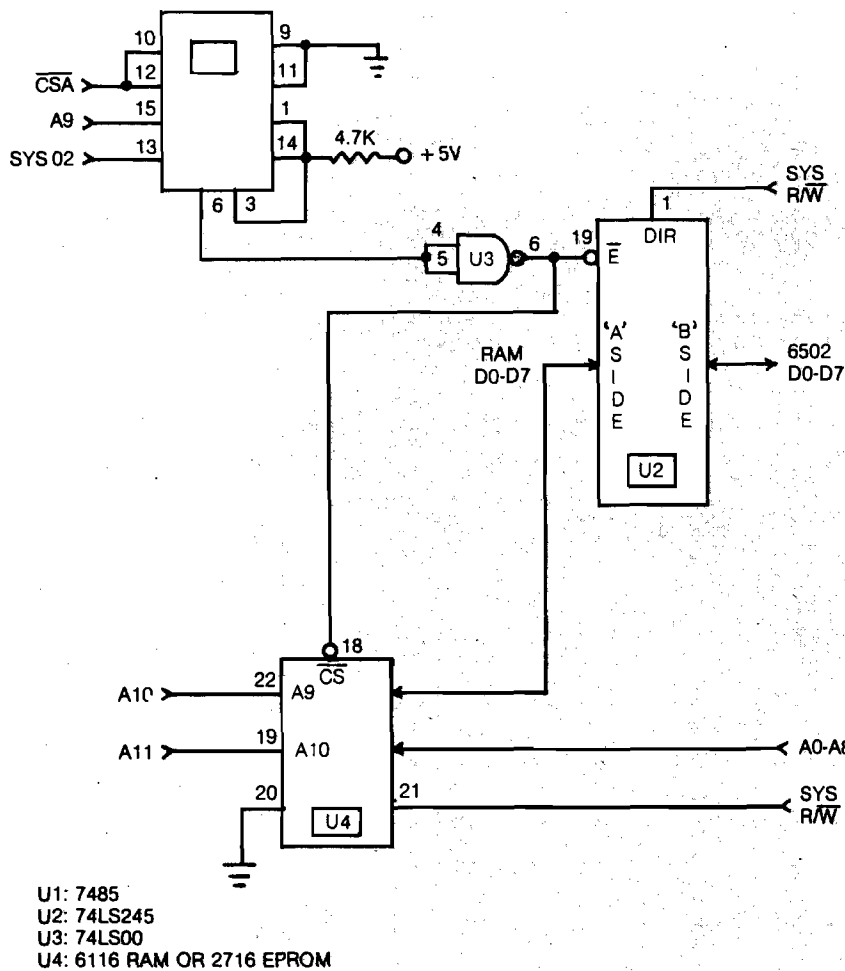 10
9
CSA
12
11
A9
15
1
4.7K
SYS 02
13
14
+5V
6
3
SYS
R/W
1
DIR
4
5
U3
6
19
E
'A'
SIDE
'B'
SIDE
RAM
D0-D7
6502
D0-D7
U2
18
CS
A10
22
A9
A11
19
A10
A0-A8
20
21
SYS
R/W
U4
U1: 7485
U2: 74LS245
U3: 74LS00
U4: 6116 RAM OR 2716 EPROM